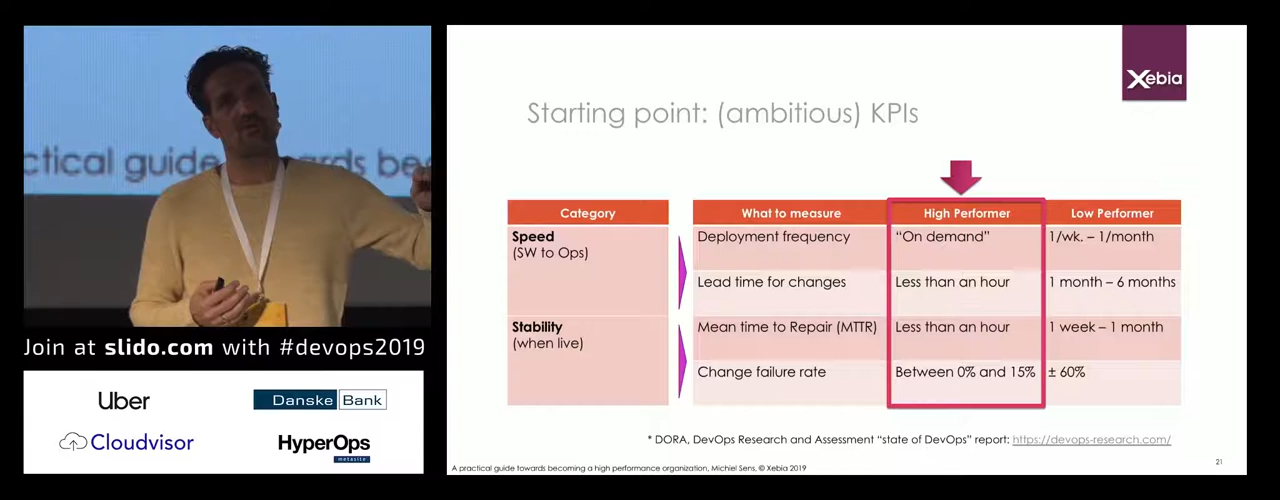 ctical guide
ards be
Join at slido.com with #devops2019
Uber
Danske Bank
Cloudvisor
HyperOps
metasite
Xebia
Starting point: (ambitious) KPIs
Category
What to measure
High Performer
Low Performer
Speed
(SW to Ops)
Deployment frequency
“On demand”
1/wk. – 1/month
Lead time for changes
Less than an hour
1 month – 6 months
Stability
(when live)
Mean time to Repair (MTTR)
Less than an hour
1 week – 1 month
Change failure rate
Between 0% and 15%
± 60%
* DORA, DevOps Research and Assessment “state of DevOps” report: https://devops-research.com/
A practical guide towards becoming a high performance organization, Michiel Sens, © Xebia 2019
21